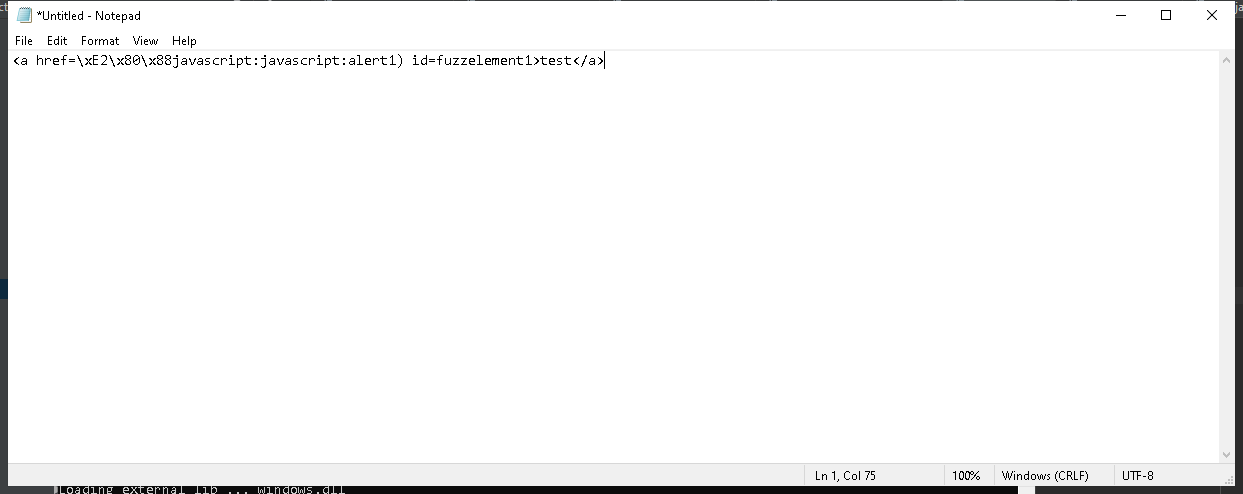 *Untitled - Notepad
File Edit Format View Help
<a href=\xE2\x80\x88javascript:javascript:alert1) id=fuzzelement1>test</a>
Ln 1, Col 75 100% Windows (CRLF) UTF-8
Loading external lib ... windows.dll